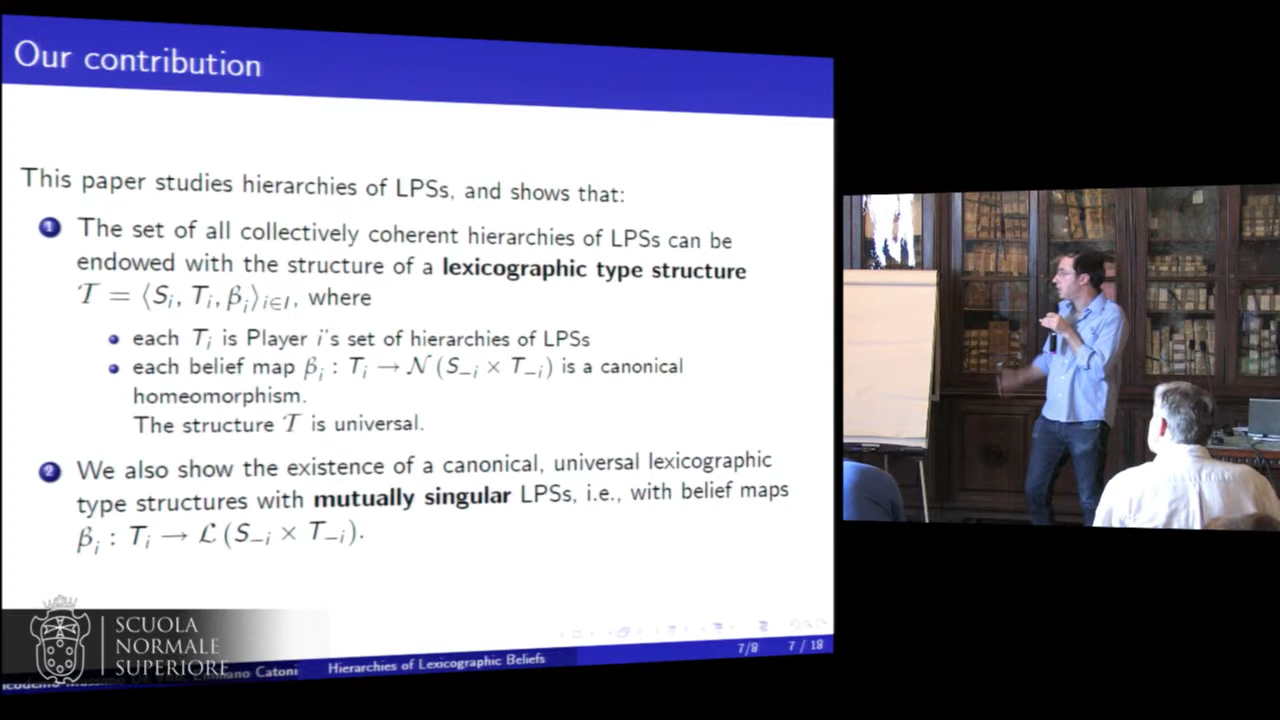 Our contribution
This paper studies hierarchies of LPSs, and shows that:
1 The set of all collectively coherent hierarchies of LPSs can be
endowed with the structure of a lexicographic type structure
𝒯 = ⟨S_i, T_i, β_i⟩_{i∈I}, where
each T_i is Player i's set of hierarchies of LPSs
each belief map β_i : T_i → 𝒩 (S_{−i} × T_{−i}) is a canonical
homeomorphism.
The structure 𝒯 is universal.
2 We also show the existence of a canonical, universal lexicographic
type structures with mutually singular LPSs, i.e., with belief maps
β_i : T_i → ℒ (S_{−i} × T_{−i}).
SCUOLA
NORMALE
SUPERIORE
Catoni Hierarchies of Lexicographic Beliefs 7/8 7 / 18